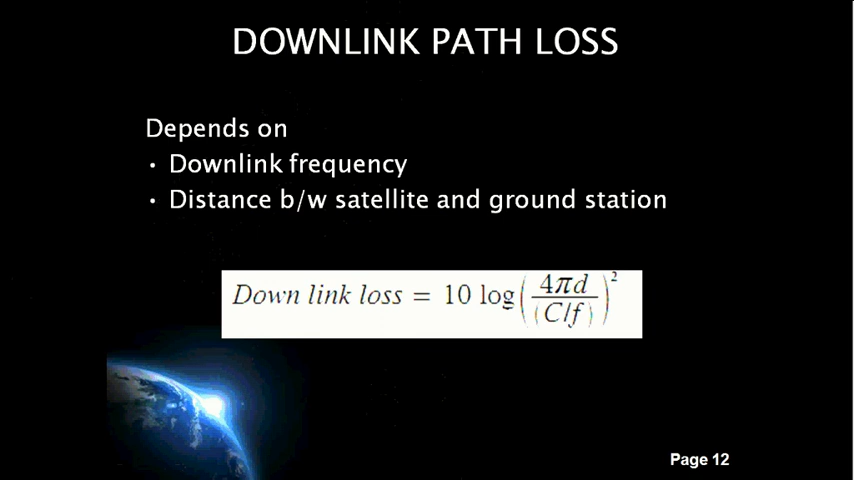 DOWNLINK PATH LOSS
Depends on
• Downlink frequency
• Distance b/w satellite and ground station
Down link loss = 10 log(4πd/(C/f))²
Page 12